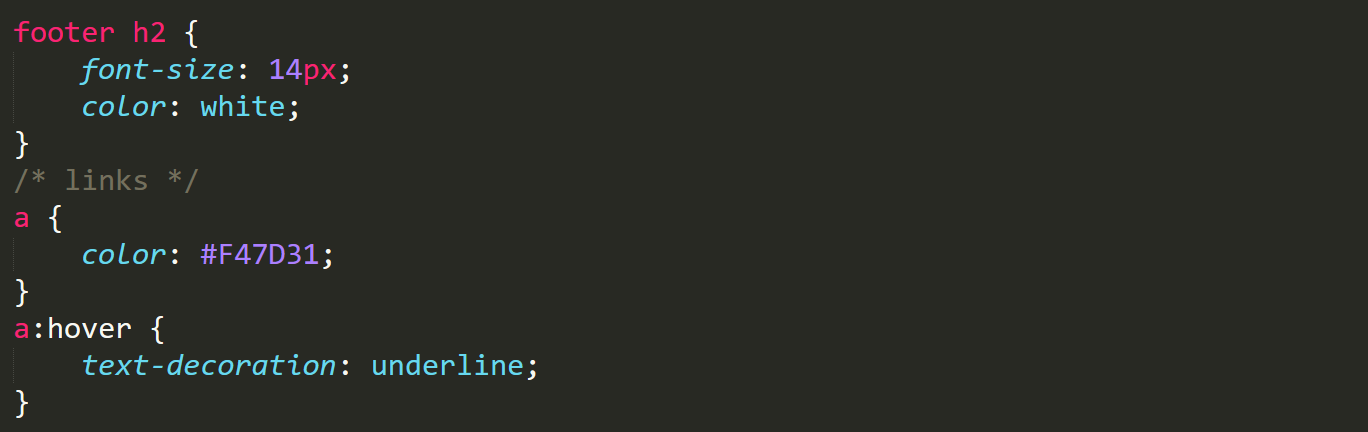 footer h2 {
    font-size: 14px;
    color: white;
}
/* links */
a {
    color: #F47D31;
}
a:hover {
    text-decoration: underline;
}